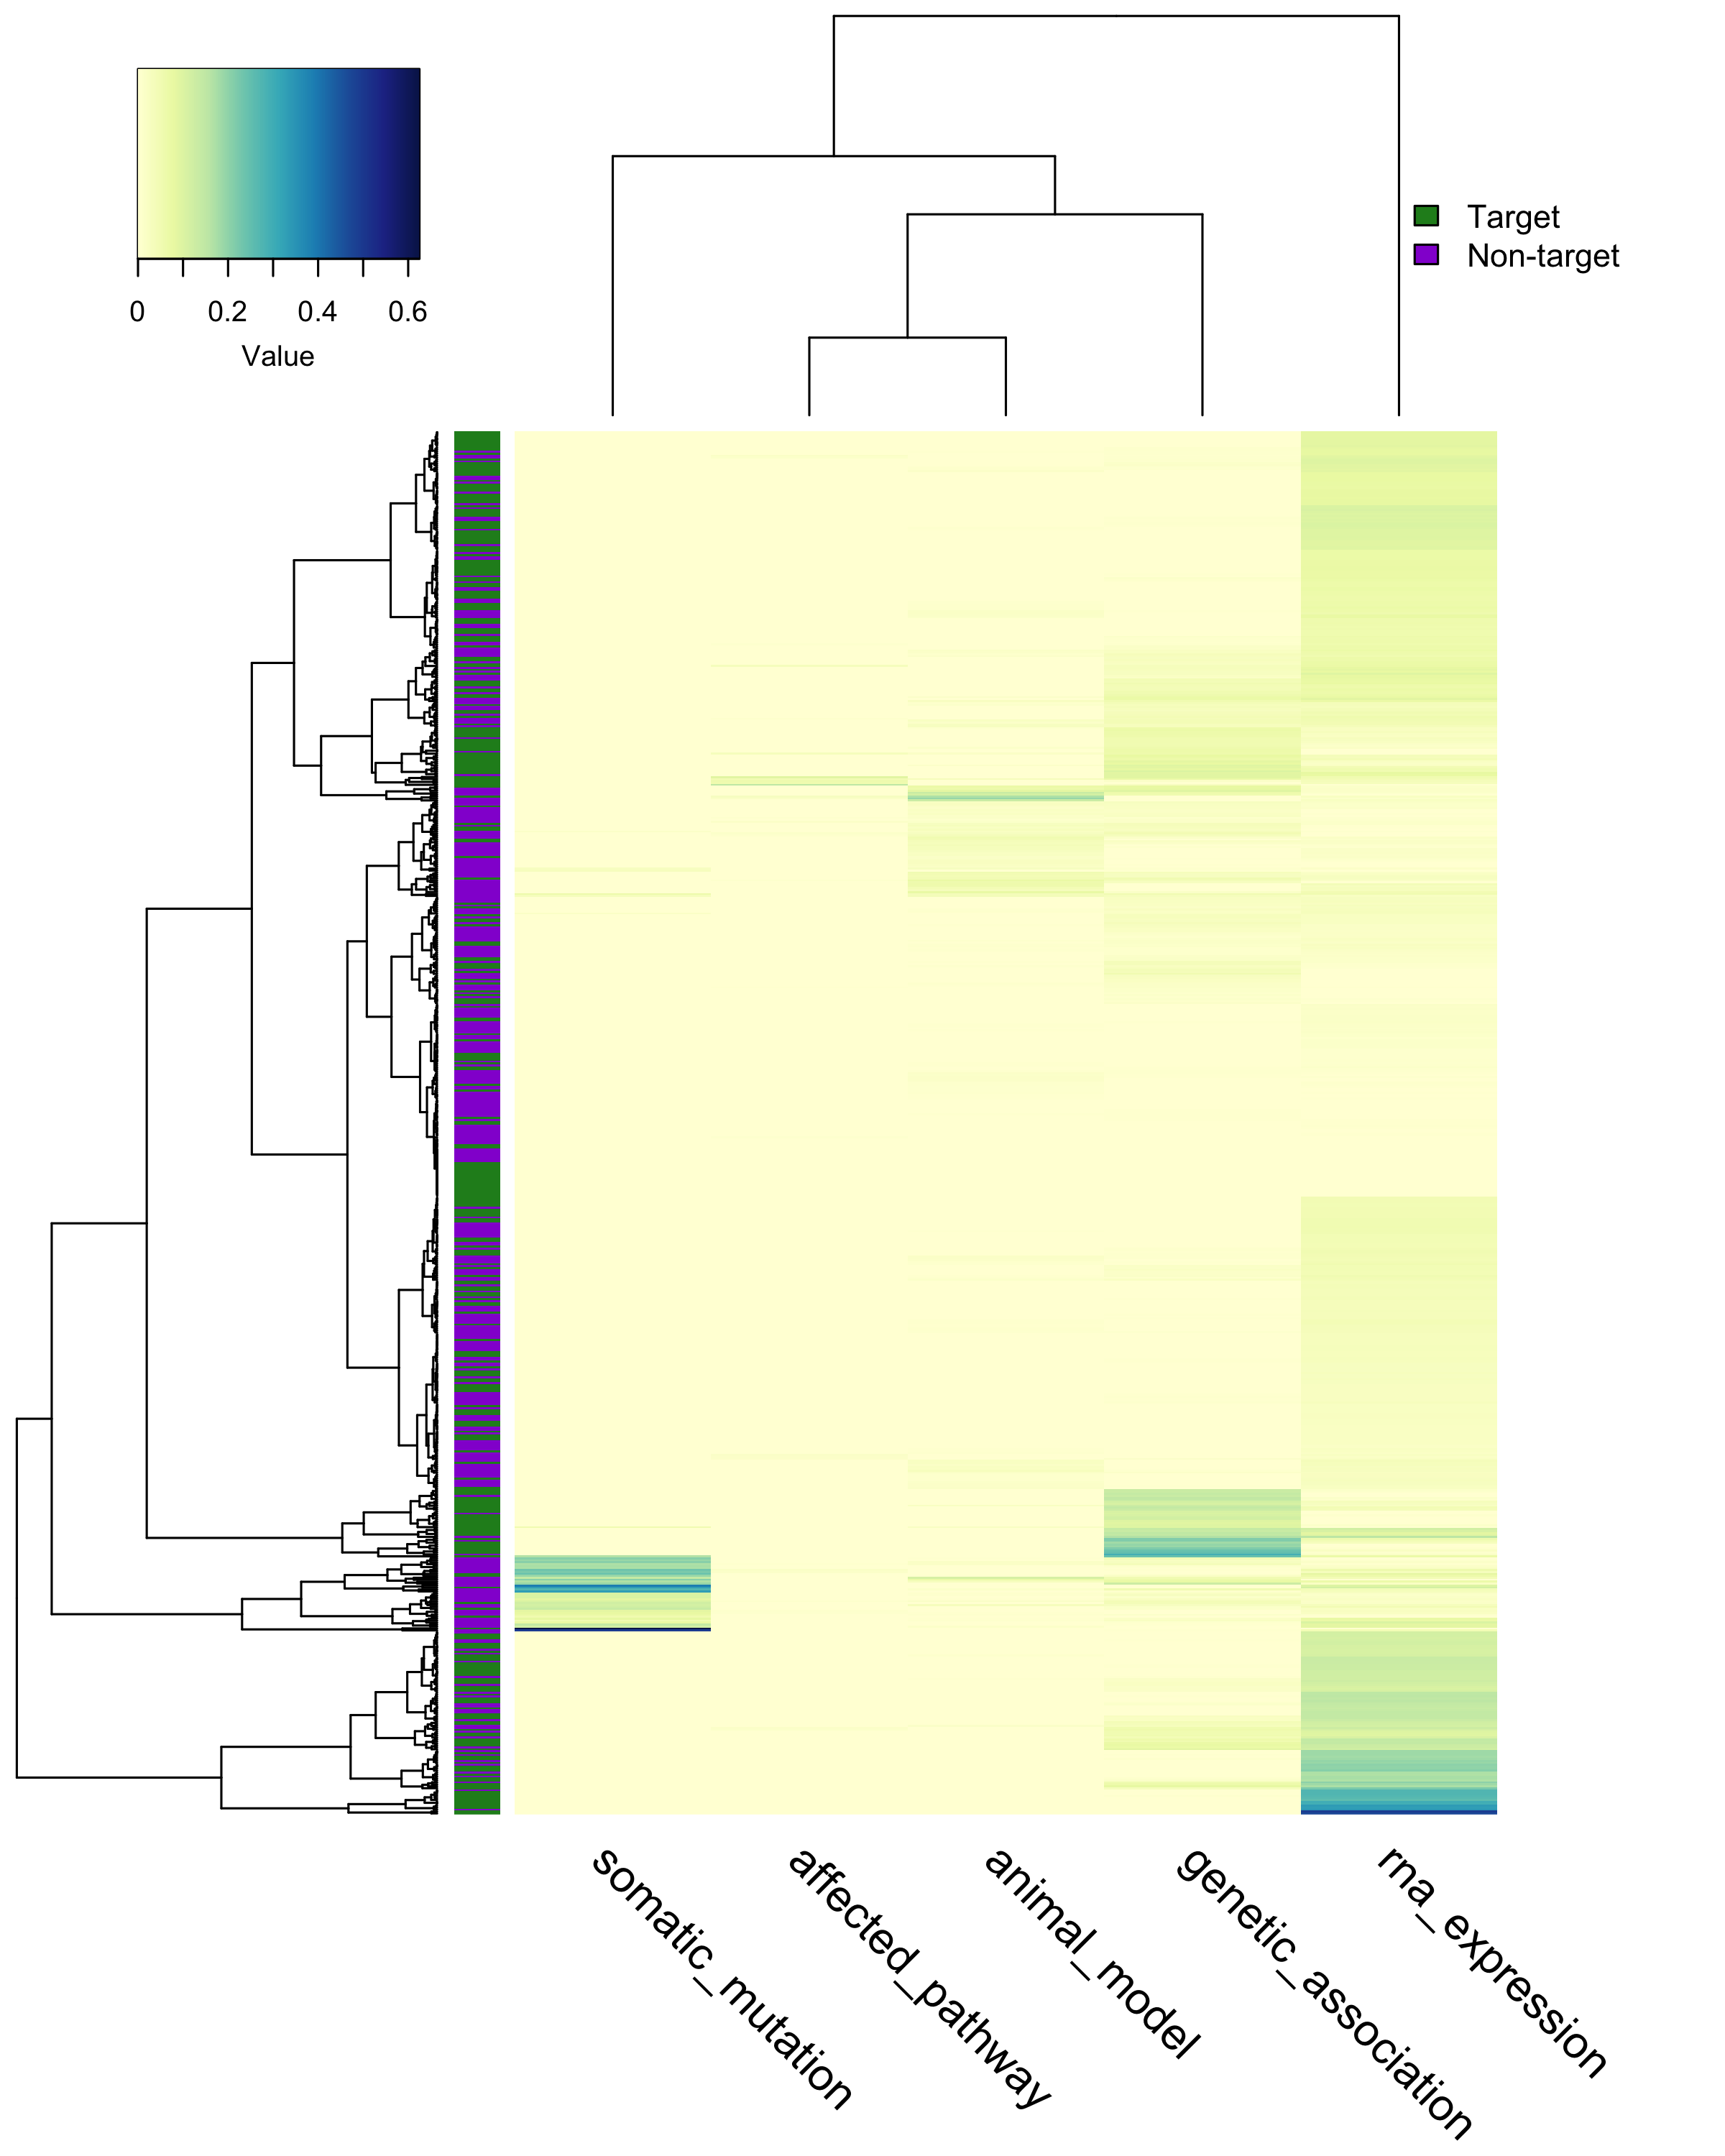 0 0.2 0.4 0.6
Value
Target
Non-target
somatic_mutation
affected_pathway
animal_model
genetic_association
rna_expression